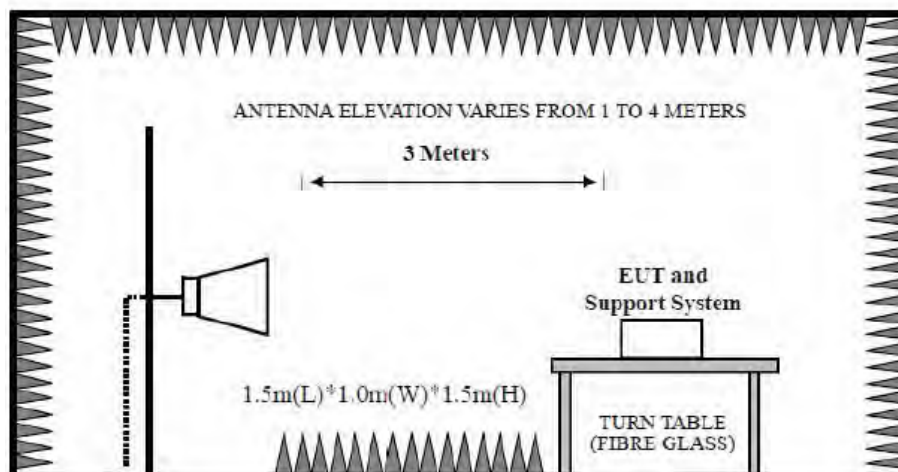 ANTENNA ELEVATION VARIES FROM 1 TO 4 METERS
3 Meters
EUT and
Support System
1.5m(L)*1.0m(W)*1.5m(H)
TURN TABLE
(FIBRE GLASS)